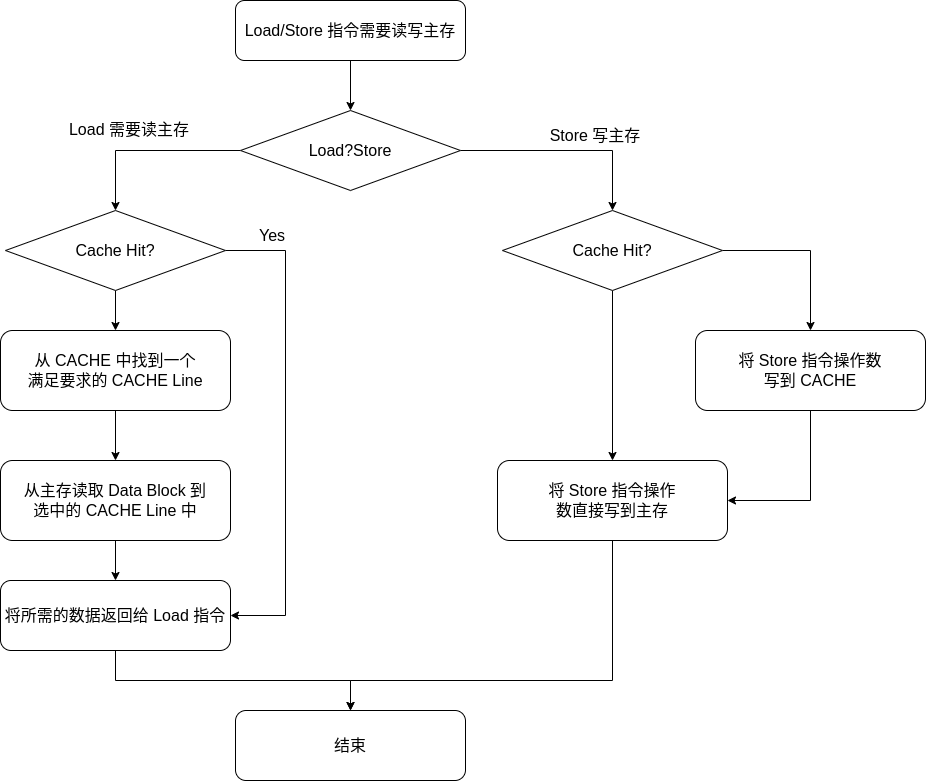 Load/Store 指令需要读写主存
Load 需要读主存
Store 写主存
Load?Store
Yes
Cache Hit?
Cache Hit?
从 CACHE 中找到一个
满足要求的 CACHE Line
将 Store 指令操作数
写到 CACHE
从主存读取 Data Block 到
选中的 CACHE Line 中
将 Store 指令操作
数直接写到主存
将所需的数据返回给 Load 指令
结束